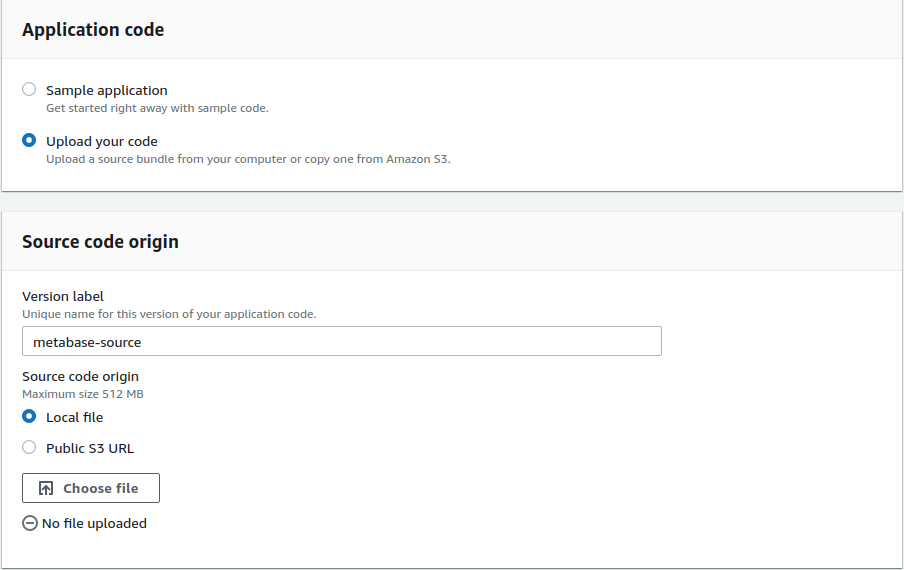 Application code
Sample application
Get started right away with sample code.
Upload your code
Upload a source bundle from your computer or copy one from Amazon S3.
Source code origin
Version label
Unique name for this version of your application code.
metabase-source
Source code origin
Maximum size 512 MB
Local file
Public S3 URL
Choose file
No file uploaded